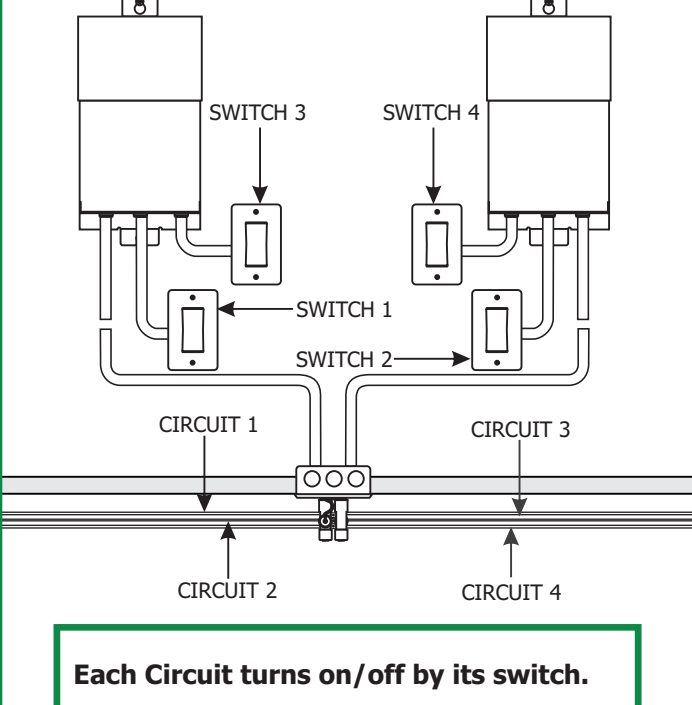 SWITCH 3
SWITCH 4
SWITCH 1
SWITCH 2
CIRCUIT 1
CIRCUIT 3
CIRCUIT 2
CIRCUIT 4
Each Circuit turns on/off by its switch.